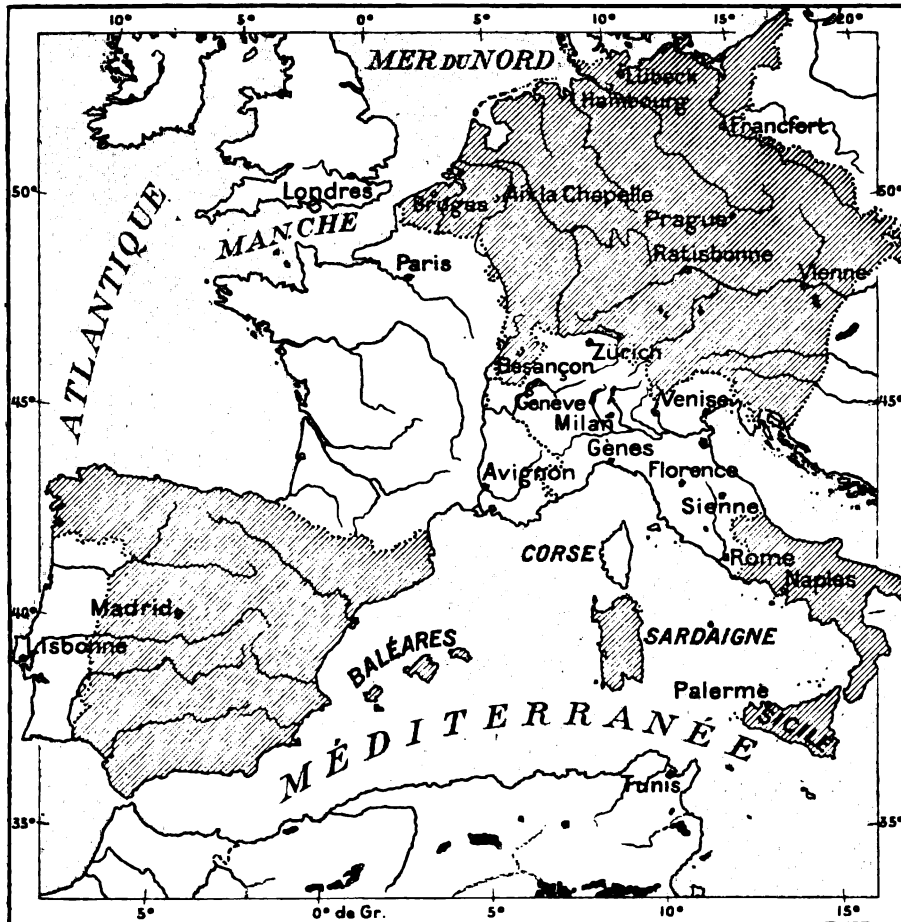 10° 5° 0° 5° 10° 15° 20°
MER DU NORD
Lübeck
Hambourg
Francfort
50° 50°
Londres
Bruges
Aix la Chapelle
Prague
MANCHE
Ratisbonne
Paris
Vienne
ATLANTIQUE
Zürich
Besançon
Genève
Venise
45° 45°
Milan
Gènes
Avignon
Florence
Sienne
CORSE
Rome
Naples
Madrid
40° 40°
SARDAIGNE
Lisbonne
BALÉARES
Palerme
SICILE
MÉDITERRANÉE
Tunis
35° 35°
5° 0° de Gr. 5° 10° 15°